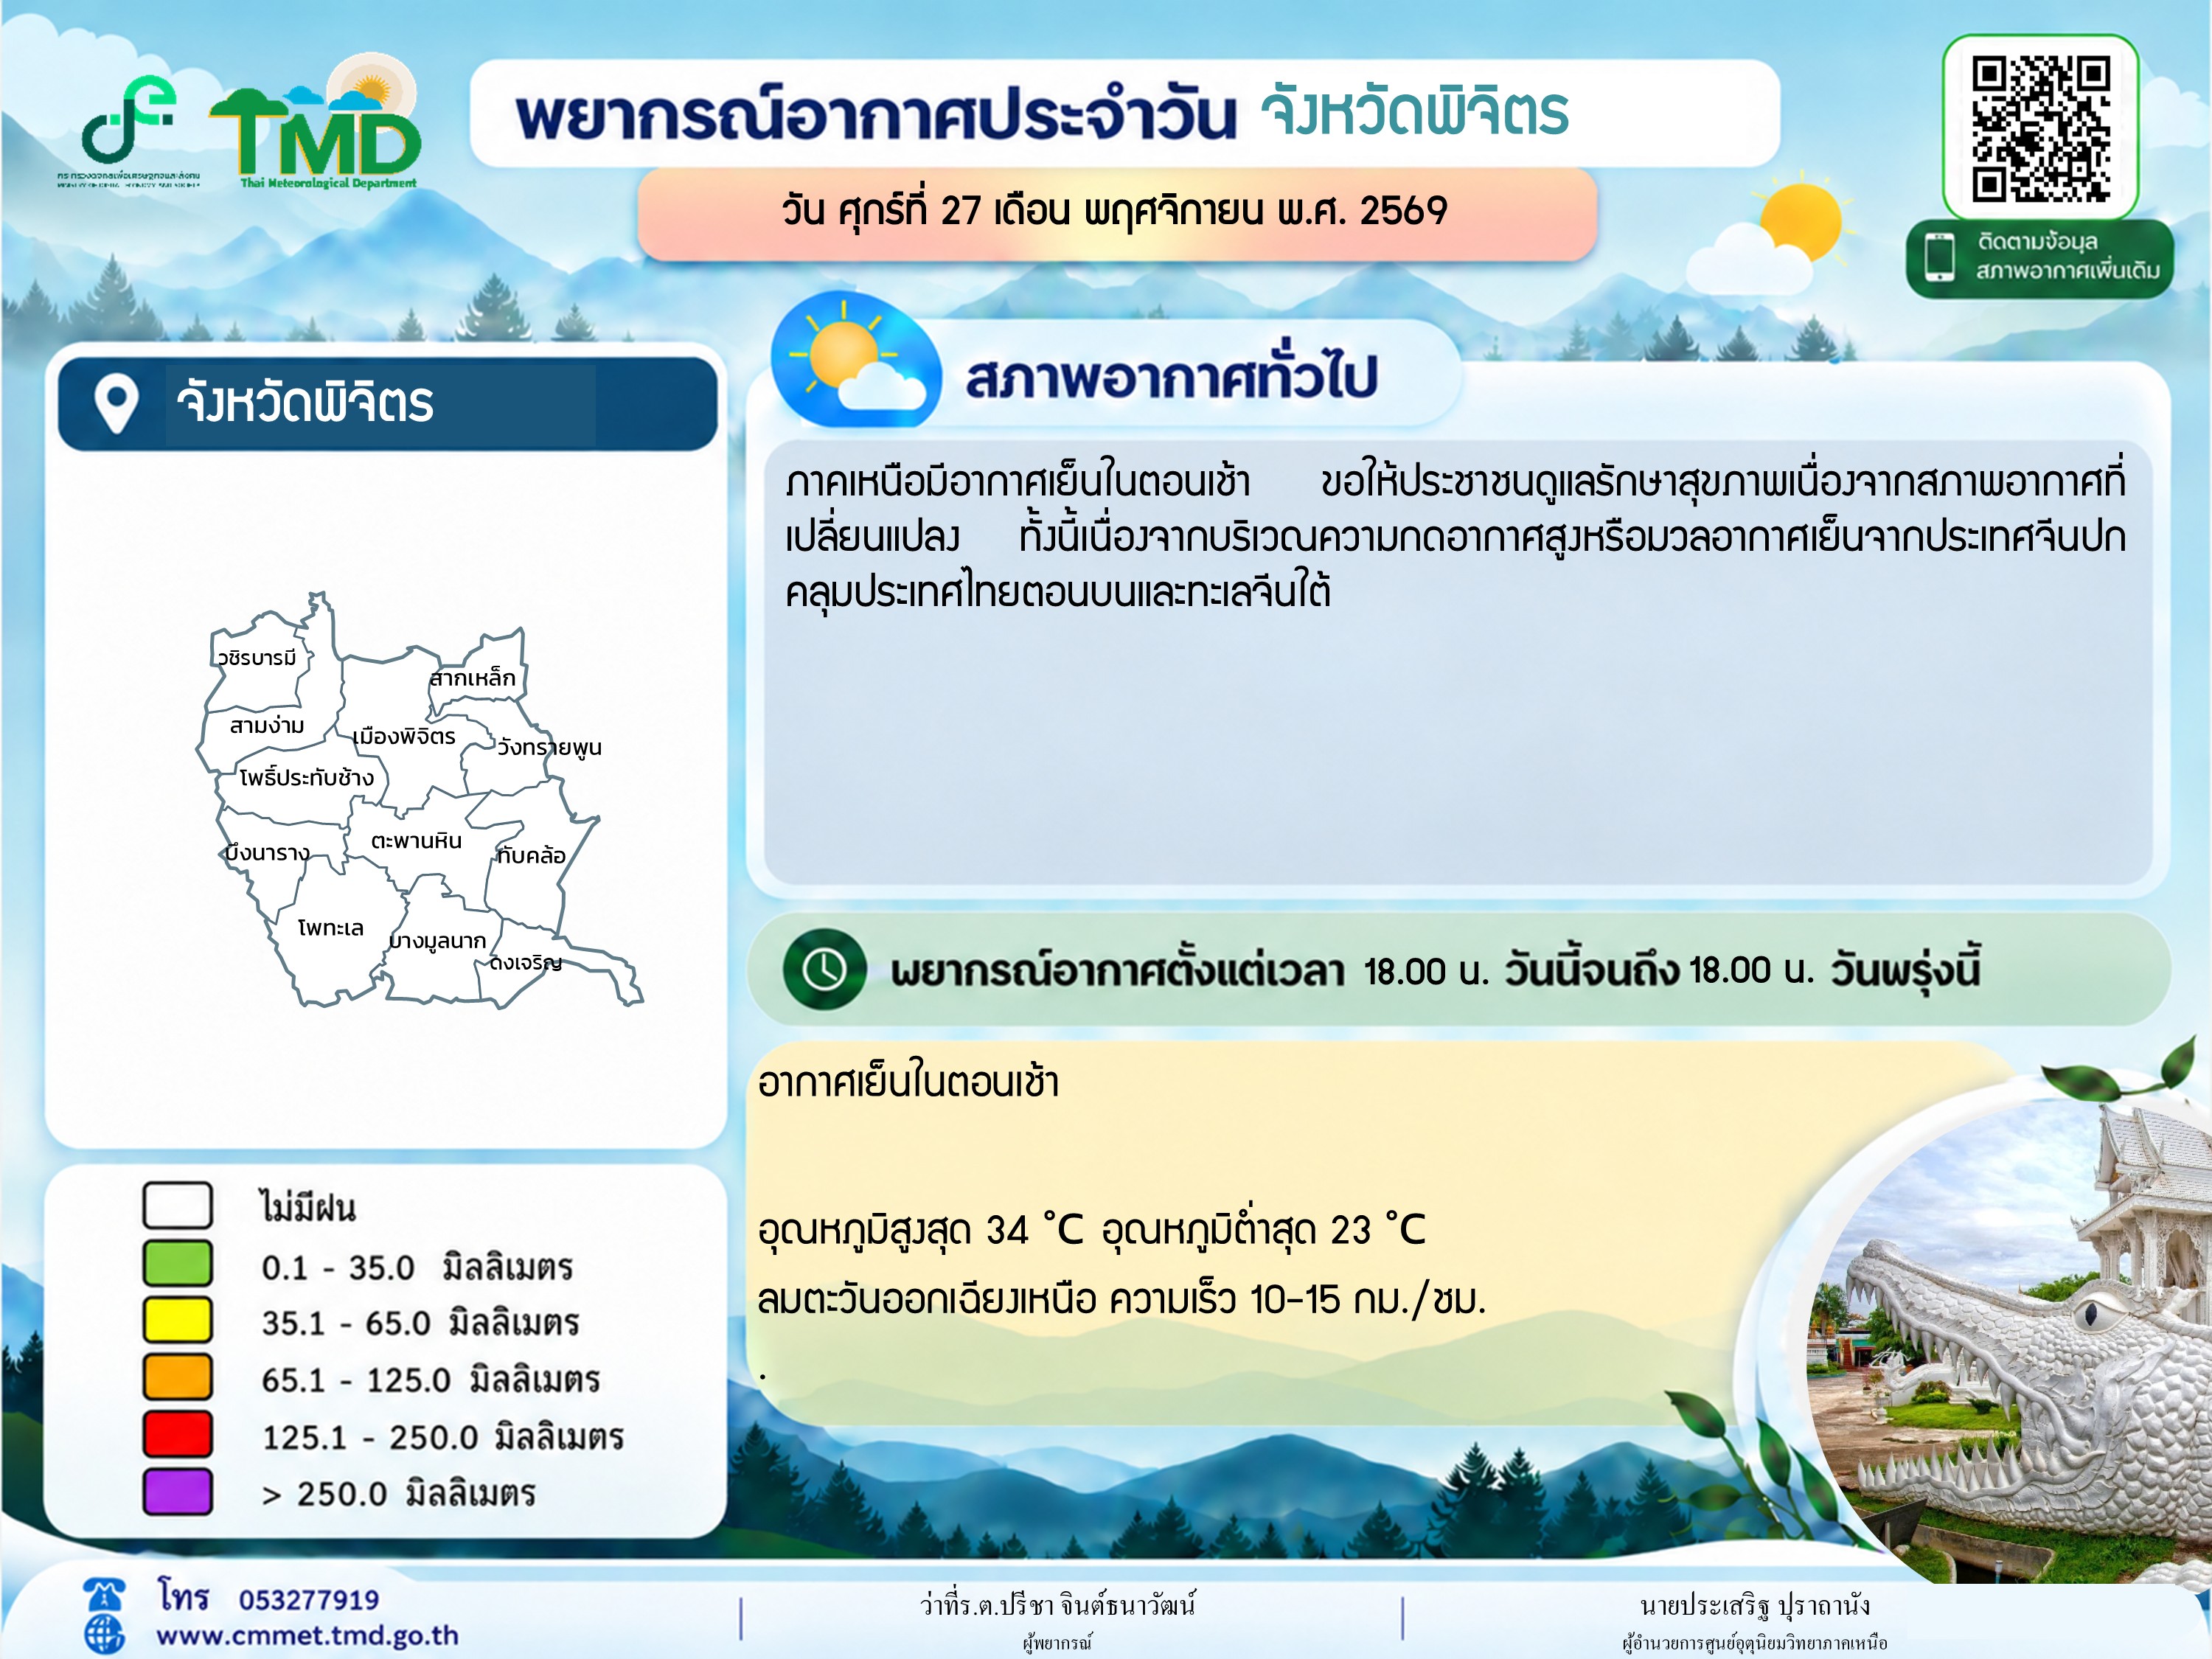 พยากรณ์อากาศประจำวัน จังหวัดพิจิตร
TMD
Thai Meteorological Department
วัน ศุกร์ที่ 27 เดือน พฤศจิกายน พ.ศ. 2569
ติดตามข้อมูล
สภาพอากาศเพิ่มเติม
จังหวัดพิจิตร
วชิรบารมี
สากเหล็ก
สามง่าม
เมืองพิจิตร
วังทรายพูน
โพธิ์ประทับช้าง
ตะพานหิน
บึงนาราง
ทับคล้อ
โพทะเล
บางมูลนาก
ดงเจริญ
ไม่มีฝน
0.1 - 35.0 มิลลิเมตร
35.1 - 65.0 มิลลิเมตร
65.1 - 125.0 มิลลิเมตร
125.1 - 250.0 มิลลิเมตร
> 250.0 มิลลิเมตร
สภาพอากาศทั่วไป
ภาคเหนือมีอากาศเย็นในตอนเช้า ขอให้ประชาชนดูแลรักษาสุขภาพเนื่องจากสภาพอากาศที่
เปลี่ยนแปลง ทั้งนี้เนื่องจากบริเวณความกดอากาศสูงหรือมวลอากาศเย็นจากประเทศจีนปก
คลุมประเทศไทยตอนบนและทะเลจีนใต้
พยากรณ์อากาศตั้งแต่เวลา 18.00 น. วันนี้จนถึง 18.00 น. วันพรุ่งนี้
อากาศเย็นในตอนเช้า
อุณหภูมิสูงสุด 34 °C อุณหภูมิต่ำสุด 23 °C
ลมตะวันออกเฉียงเหนือ ความเร็ว 10-15 กม./ชม.
.
โทร 053277919
www.cmmet.tmd.go.th
ว่าที่ร.ต.ปรีชา จินต์ธนาวัฒน์
ผู้พยากรณ์
นายประเสริฐ ปุราถานัง
ผู้อำนวยการศูนย์อุตุนิยมวิทยาภาคเหนือ